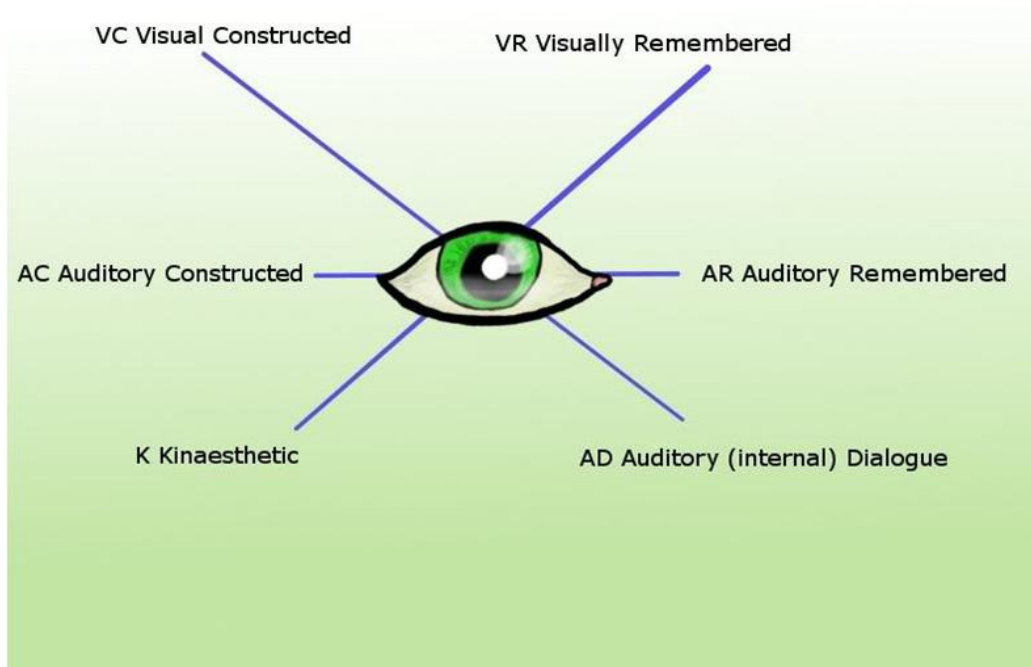 VC Visual Constructed
VR Visually Remembered
AC Auditory Constructed
AR Auditory Remembered
K Kinaesthetic
AD Auditory (internal) Dialogue